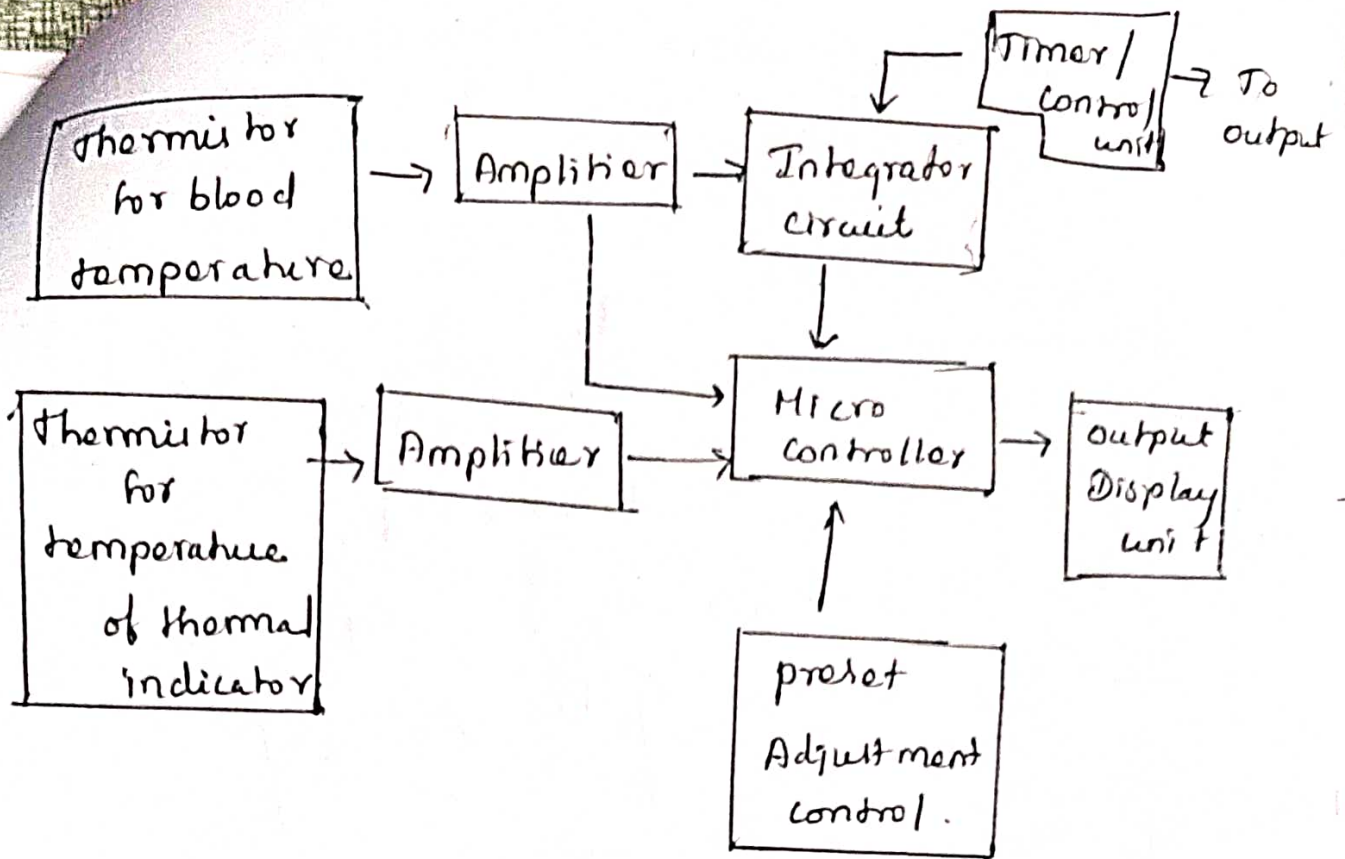 Timer /
control
unit
To
output
Thermistor
for blood
temperature
Amplifier
Integrator
circuit
Thermistor
for
temperature
of thermal
indicator
Amplifier
Micro
controller
output
Display
unit
preset
Adjustment
control.